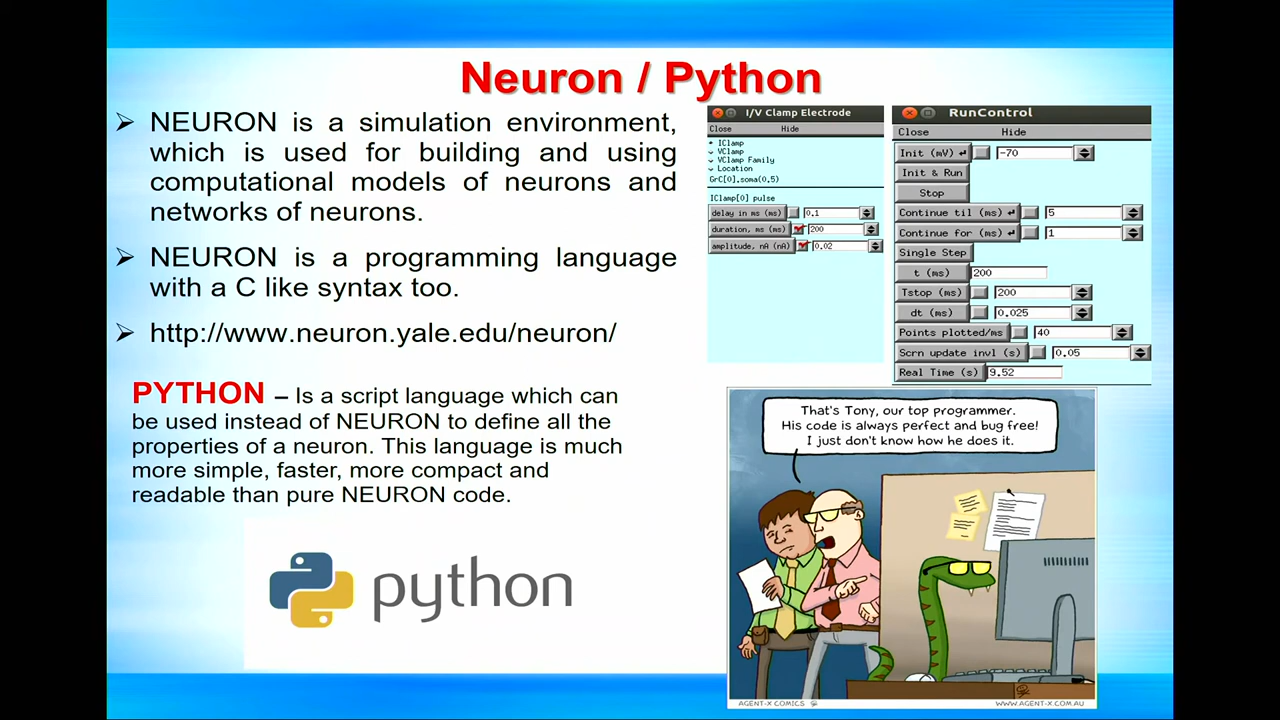 Neuron / Python
NEURON is a simulation environment,
which is used for building and using
computational models of neurons and
networks of neurons.
NEURON is a programming language
with a C like syntax too.
http://www.neuron.yale.edu/neuron/
PYTHON – Is a script language which can
be used instead of NEURON to define all the
properties of a neuron. This language is much
more simple, faster, more compact and
readable than pure NEURON code.
python
I/V Clamp Electrode
Close Hide
IClamp
VClamp
VClamp Family
Location
GrC[0].soma(0.5)
IClamp[0] pulse
delay in ms (ms) 0.1
duration, ms (ms) 200
amplitude, nA (nA) 0.02
RunControl
Close Hide
Init (mV) -70
Init & Run
Stop
Continue til (ms) 5
Continue for (ms) 1
Single Step
t (ms) 200
Tstop (ms) 200
dt (ms) 0.025
Points plotted/ms 40
Scrn update invl (s) 0.05
Real Time (s) 9.52
That's Tony, our top programmer.
His code is always perfect and bug free!
I just don't know how he does it.
AGENT-X COMICS WWW.AGENT-X.COM.AU